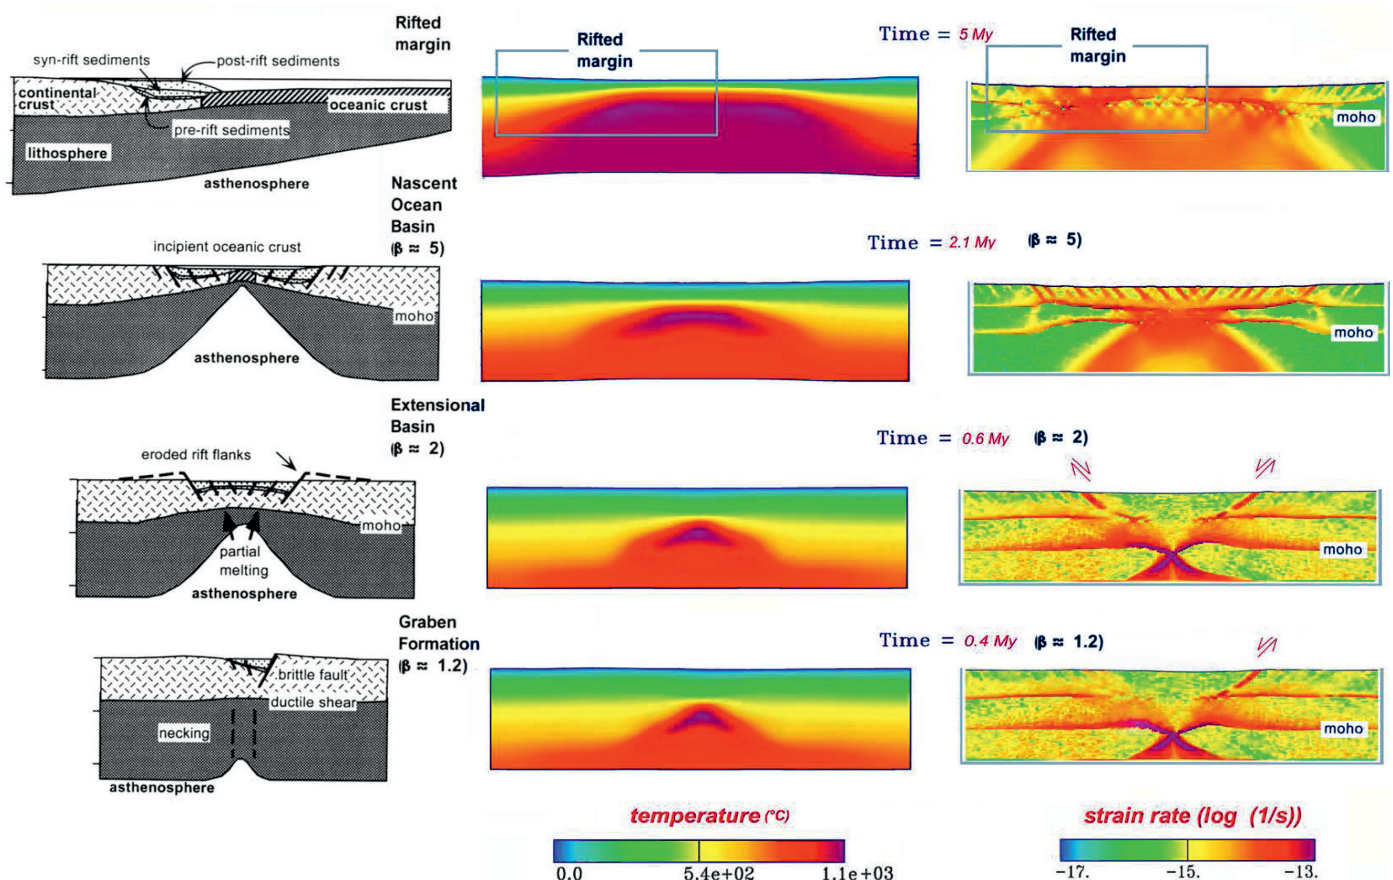 Rifted
margin
syn-rift sediments
post-rift sediments
continental
crust
oceanic crust
pre-rift sediments
lithosphere
asthenosphere
Rifted
margin
Time = 5 My
Rifted
margin
moho
Nascent
Ocean
Basin
(β ≈ 5)
incipient oceanic crust
moho
asthenosphere
Time = 2.1 My (β ≈ 5)
moho
Extensional
Basin
(β ≈ 2)
eroded rift flanks
moho
partial
melting
asthenosphere
Time = 0.6 My (β ≈ 2)
moho
Graben
Formation
(β ≈ 1.2)
brittle fault
ductile shear
necking
asthenosphere
Time = 0.4 My (β ≈ 1.2)
moho
temperature (°C)
0.0 5.4e+02 1.1e+03
strain rate (log (1/s))
-17. -15. -13.